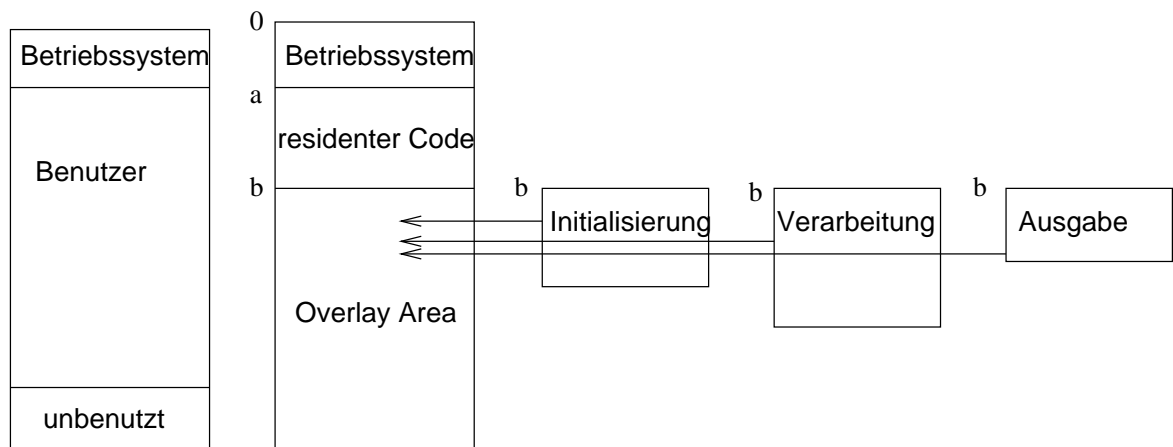 0
Betriebssystem
Betriebssystem
a
residenter Code
Benutzer
b
b
b
b
Initialisierung
Verarbeitung
Ausgabe
Overlay Area
unbenutzt